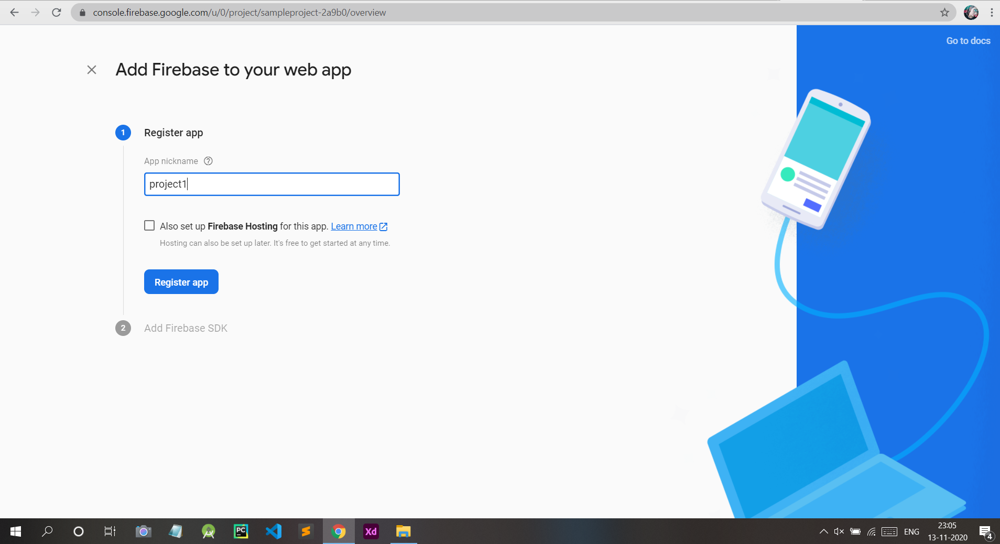 console.firebase.google.com/u/0/project/sampleproject-2a9b0/overview
Go to docs
Add Firebase to your web app
1 Register app
App nickname ?
project1
Also set up Firebase Hosting for this app. Learn more
Hosting can also be set up later. It's free to get started at any time.
Register app
2 Add Firebase SDK
PC
Xd
ENG
23:05
13-11-2020
4